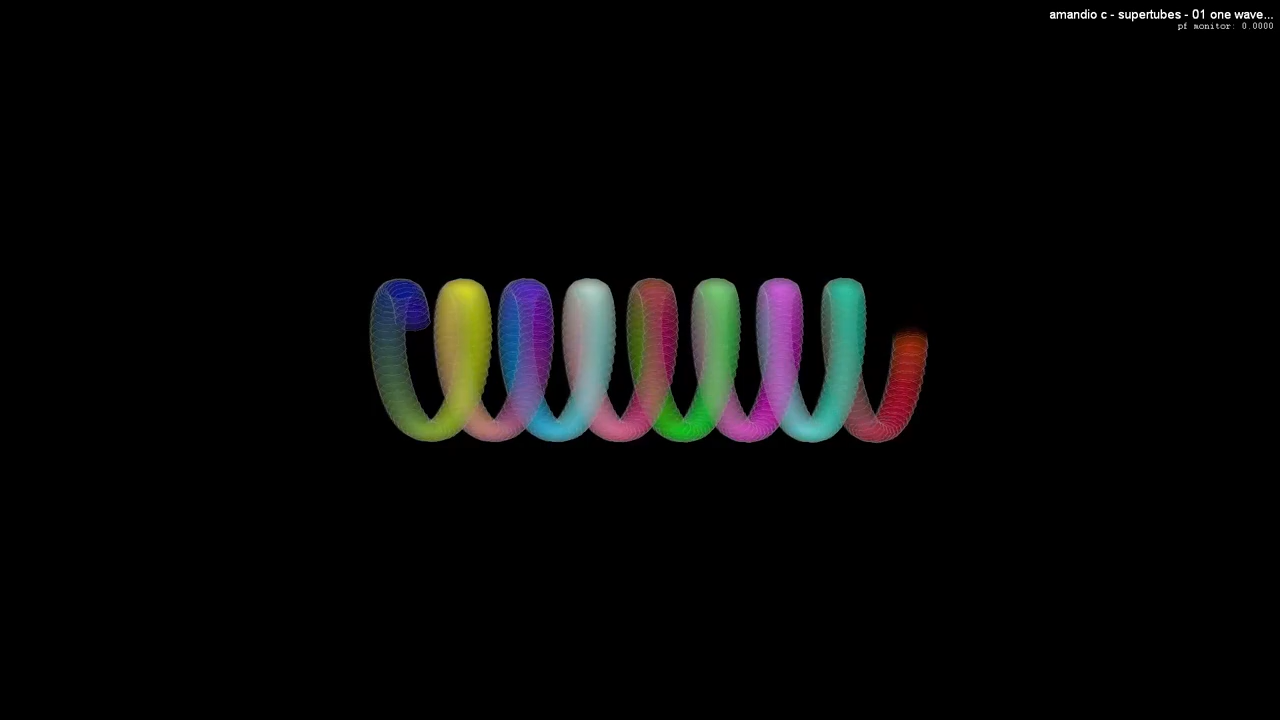 amandio c - supertubes - 01 one wave...
pf monitor: 0.0000